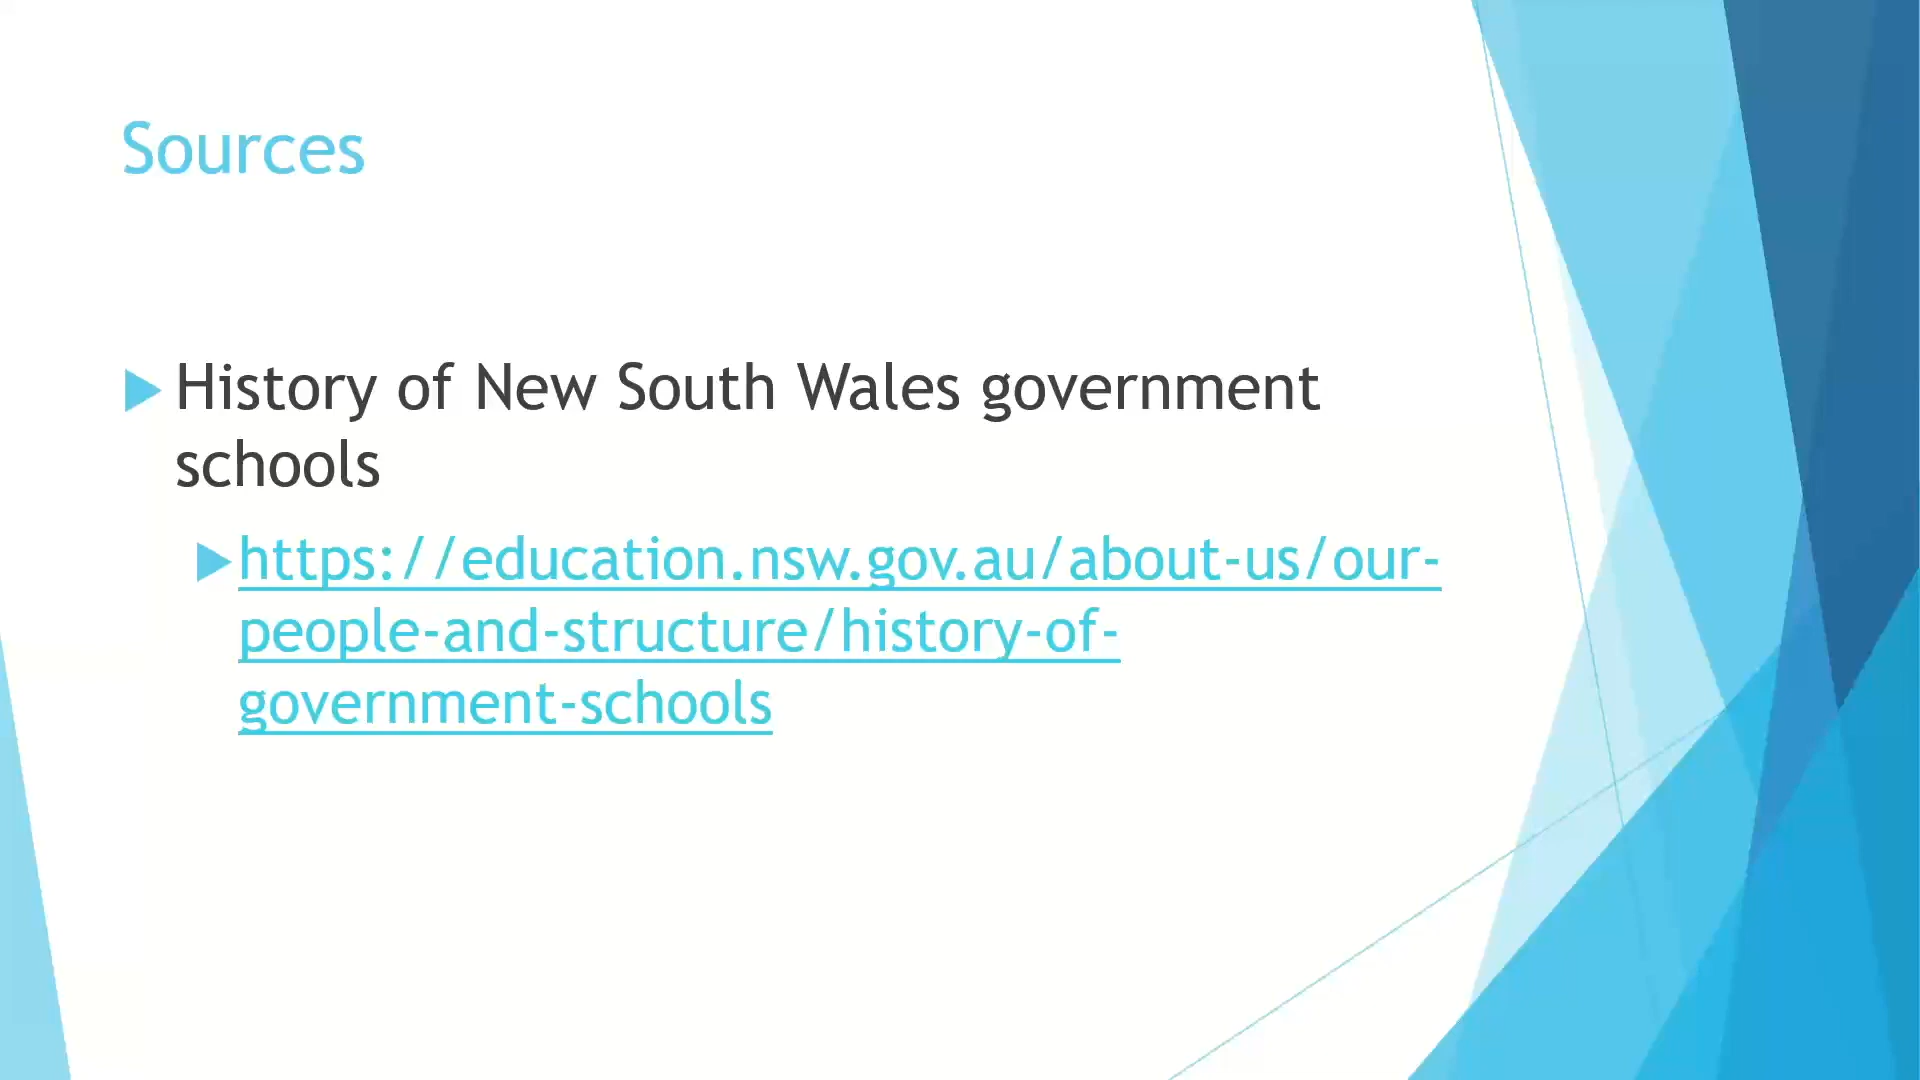 Sources
History of New South Wales government
schools
https://education.nsw.gov.au/about-us/our-
people-and-structure/history-of-
government-schools